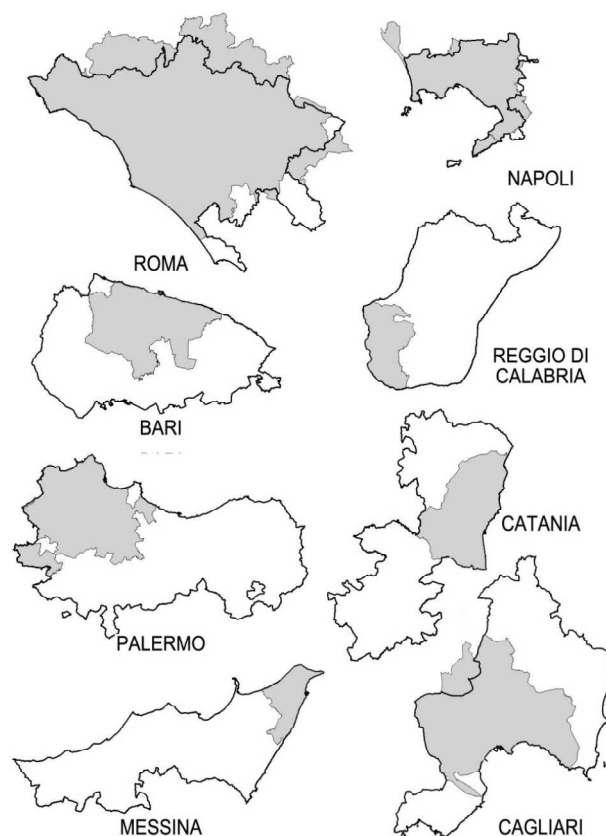 NAPOLI
ROMA
REGGIO DI
CALABRIA
BARI
CATANIA
PALERMO
MESSINA
CAGLIARI